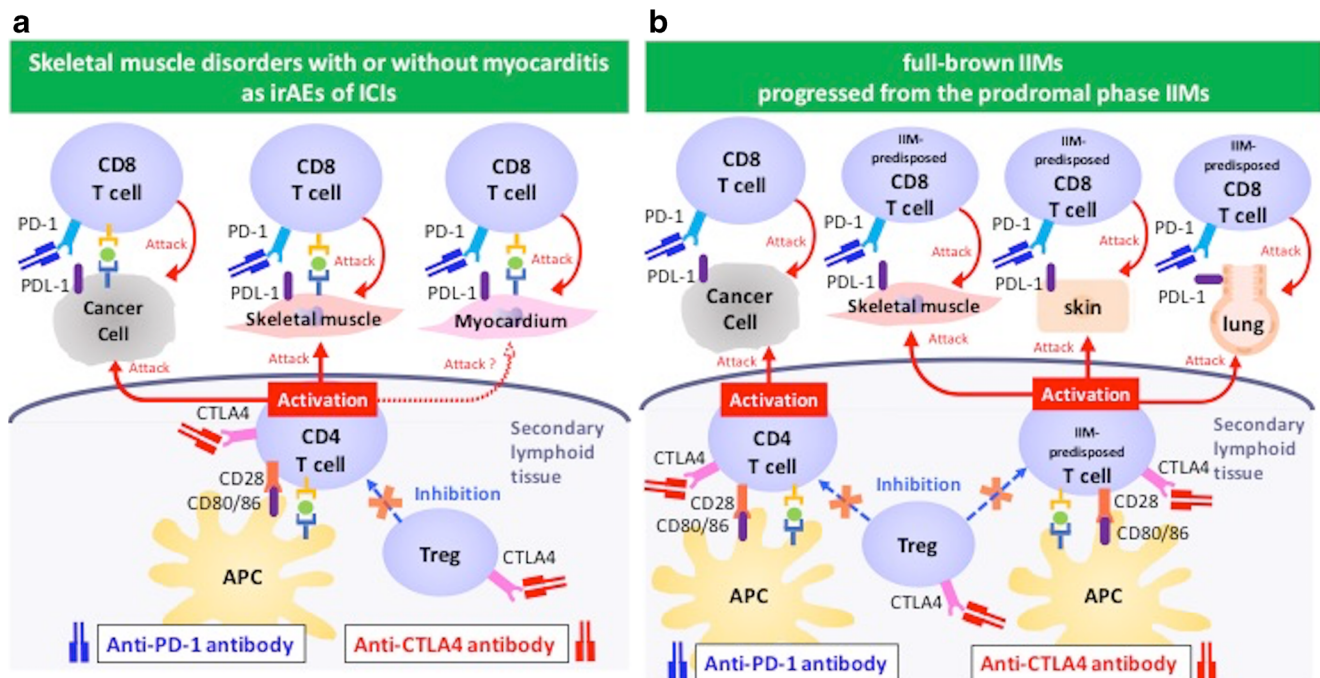 a
Skeletal muscle disorders with or without myocarditis
as irAEs of ICIs
CD8
T cell
CD8
T cell
CD8
T cell
PD-1
Attack
PDL-1
Cancer
Cell
PD-1
Attack
PDL-1
Skeletal muscle
PD-1
Attack
PDL-1
Myocardium
Attack
Attack
Attack ?
Activation
CTLA4
CD4
T cell
Secondary
lymphoid
tissue
CD28
CD80/86
Inhibition
APC
Treg
CTLA4
Anti-PD-1 antibody
Anti-CTLA4 antibody
b
full-brown IIMs
progressed from the prodromal phase IIMs
CD8
T cell
IIM-
predisposed
CD8
T cell
IIM-
predisposed
CD8
T cell
IIM-
predisposed
CD8
T cell
PD-1
Attack
PDL-1
Cancer
Cell
PD-1
Attack
PDL-1
Skeletal muscle
PD-1
Attack
PDL-1
skin
PD-1
Attack
PDL-1
lung
Attack
Attack
Attack
Attack
Activation
Activation
CTLA4
CD4
T cell
IIM-
predisposed
T cell
CTLA4
Secondary
lymphoid
tissue
CD28
CD80/86
Inhibition
CD28
CD80/86
APC
Treg
CTLA4
APC
Anti-PD-1 antibody
Anti-CTLA4 antibody